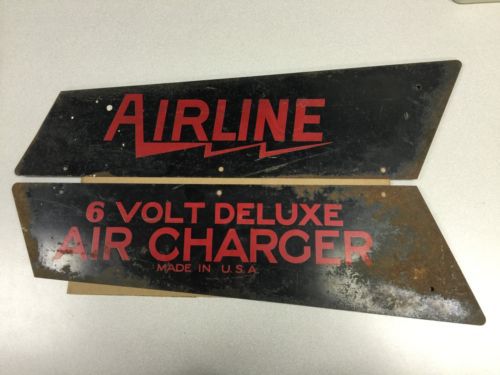 AIRLINE
6 VOLT DELUXE
AIR CHARGER
MADE IN U.S.A